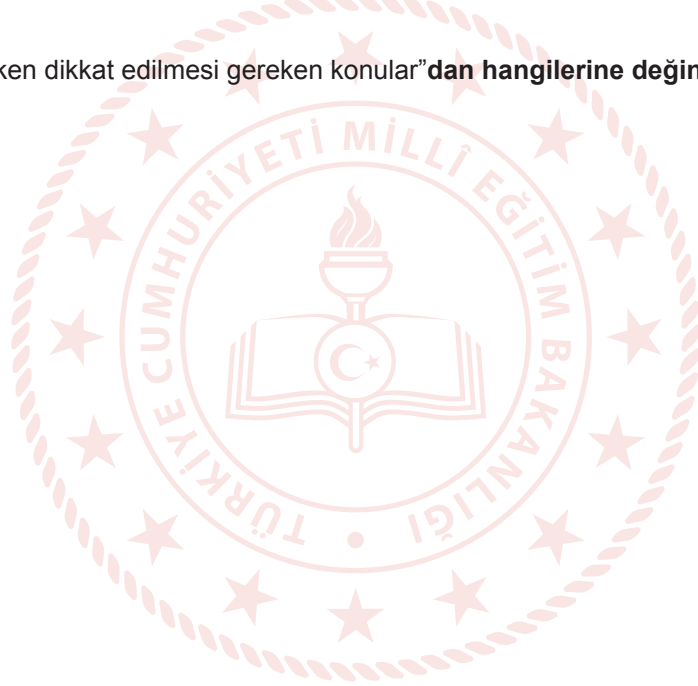 ken dikkat edilmesi gereken konular”dan hangilerine değin
TÜRKİYE CUMHURİYETİ MİLLÎ EĞİTİM BAKANLIĞI